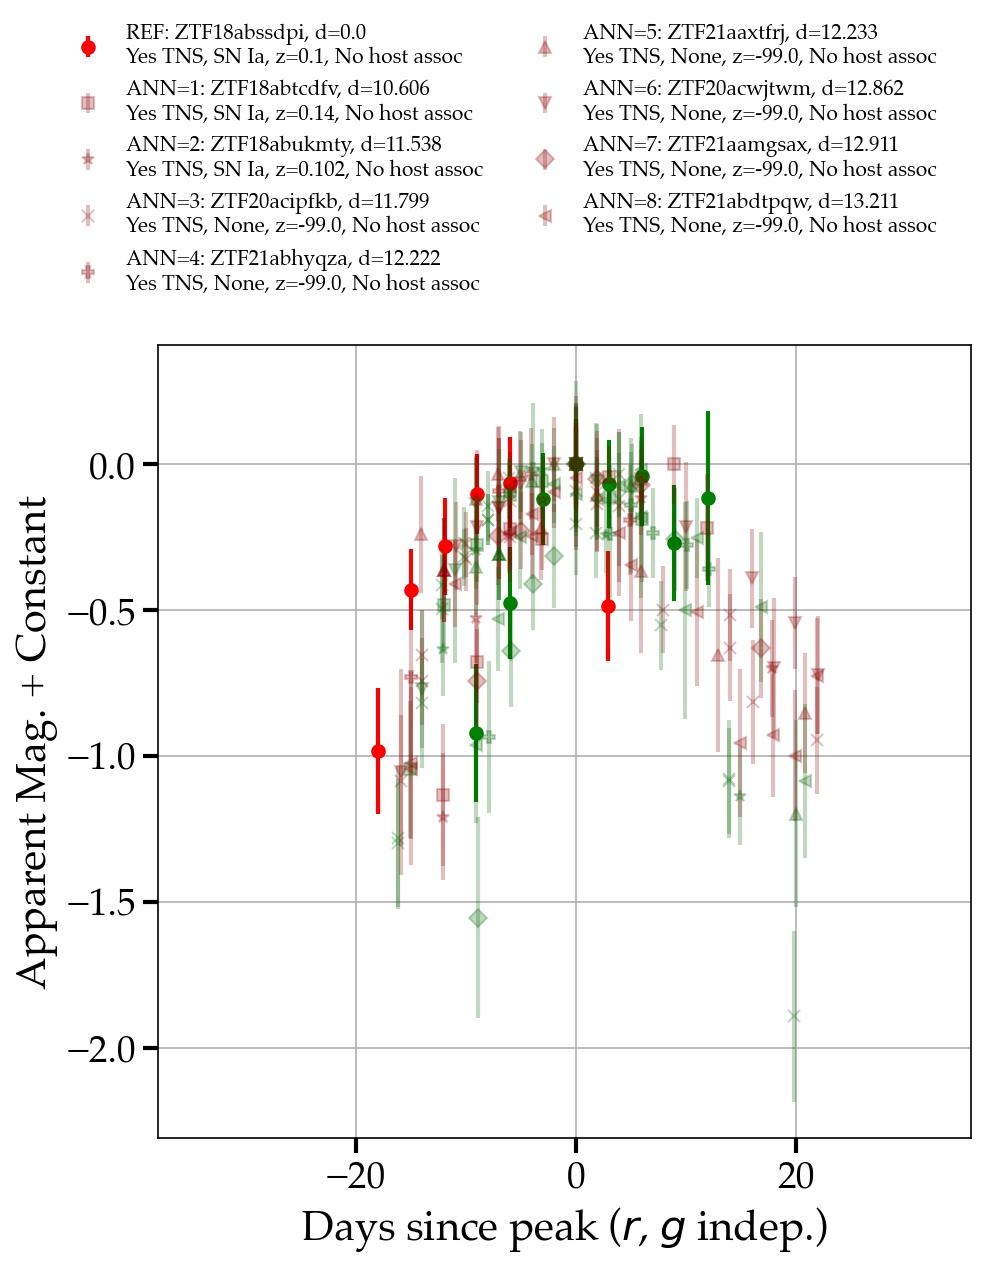 REF: ZTF18abssdpi, d=0.0
Yes TNS, SN Ia, z=0.1, No host assoc
ANN=1: ZTF18abtcdfv, d=10.606
Yes TNS, SN Ia, z=0.14, No host assoc
ANN=2: ZTF18abukmty, d=11.538
Yes TNS, SN Ia, z=0.102, No host assoc
ANN=3: ZTF20acipfkb, d=11.799
Yes TNS, None, z=-99.0, No host assoc
ANN=4: ZTF21abhyqza, d=12.222
Yes TNS, None, z=-99.0, No host assoc
ANN=5: ZTF21aaxtfrj, d=12.233
Yes TNS, None, z=-99.0, No host assoc
ANN=6: ZTF20acwjtwm, d=12.862
Yes TNS, None, z=-99.0, No host assoc
ANN=7: ZTF21aamgsax, d=12.911
Yes TNS, None, z=-99.0, No host assoc
ANN=8: ZTF21abdtpqw, d=13.211
Yes TNS, None, z=-99.0, No host assoc
Apparent Mag. + Constant
0.0
−0.5
−1.0
−1.5
−2.0
−20
0
20
Days since peak (r, g indep.)